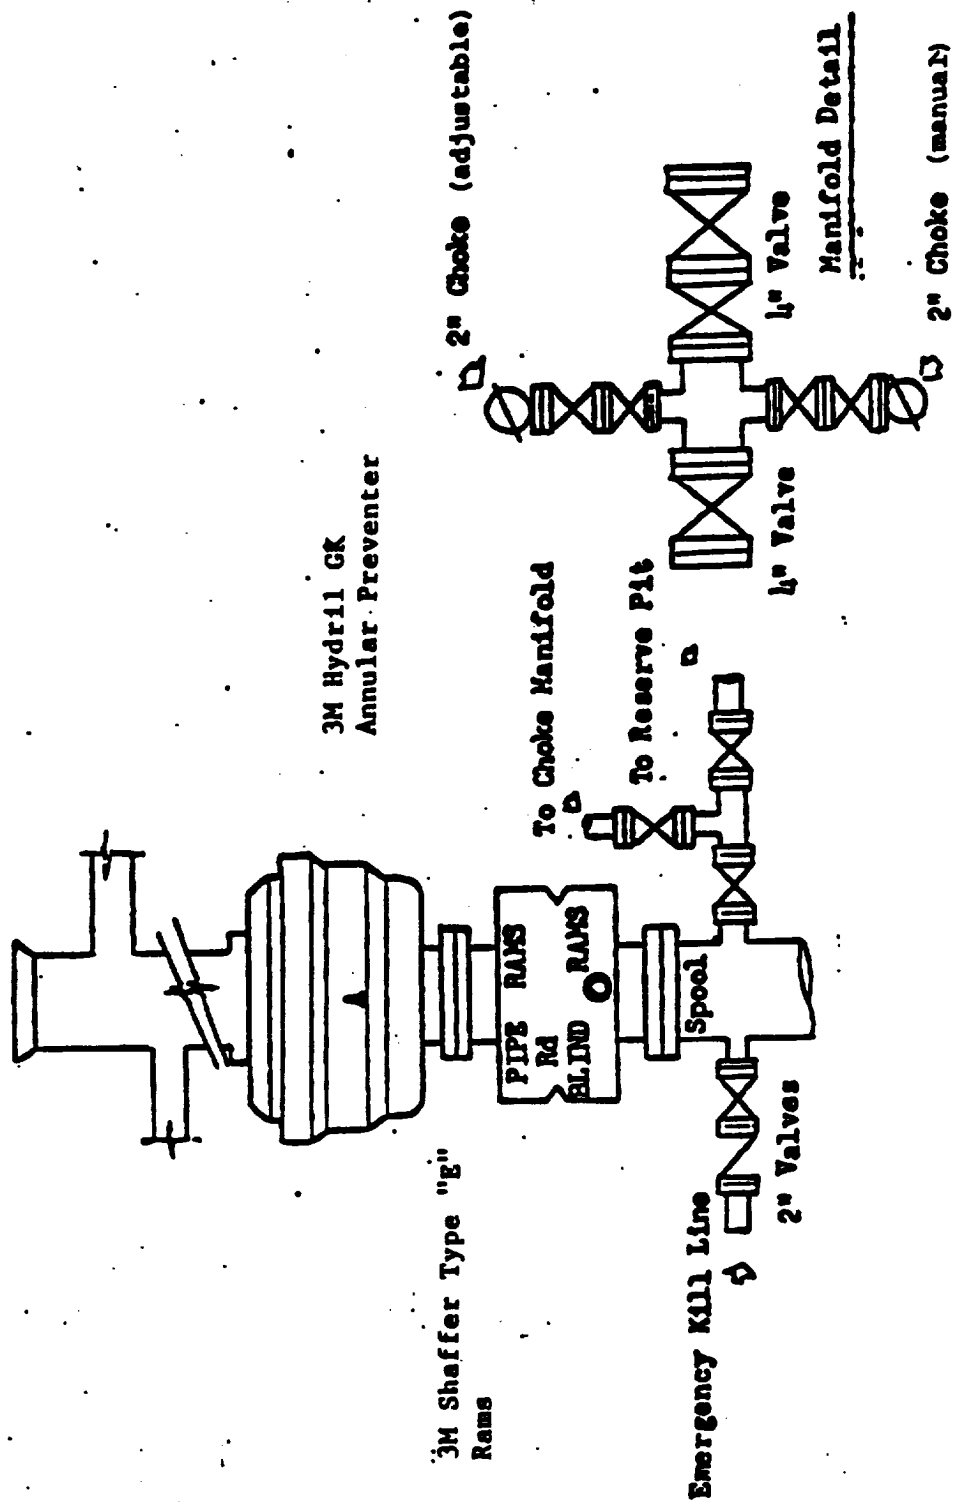 3M Hydril GK
Annular Preventer
3M Shaffer Type "E"
Rams
PIPE RAMS
Rd
BLIND RAMS
Spool
To Choke Manifold
To Reserve Pit
Emergency Kill Line
2" Valves
2" Choke (adjustable)
4" Valve
4" Valve
Manifold Detail
2" Choke (manual)